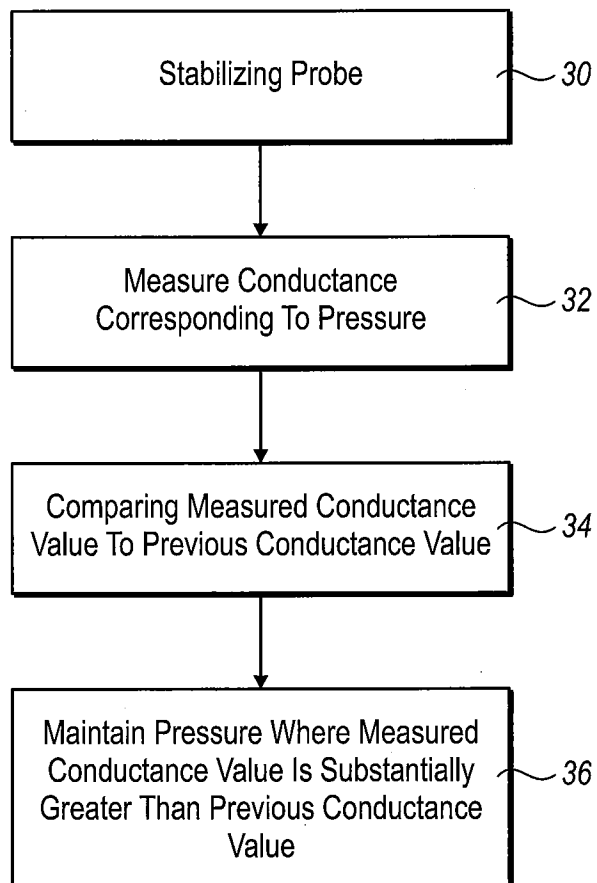 Stabilizing Probe
30
Measure Conductance
Corresponding To Pressure
32
Comparing Measured Conductance
Value To Previous Conductance Value
34
Maintain Pressure Where Measured
Conductance Value Is Substantially
Greater Than Previous Conductance
Value
36